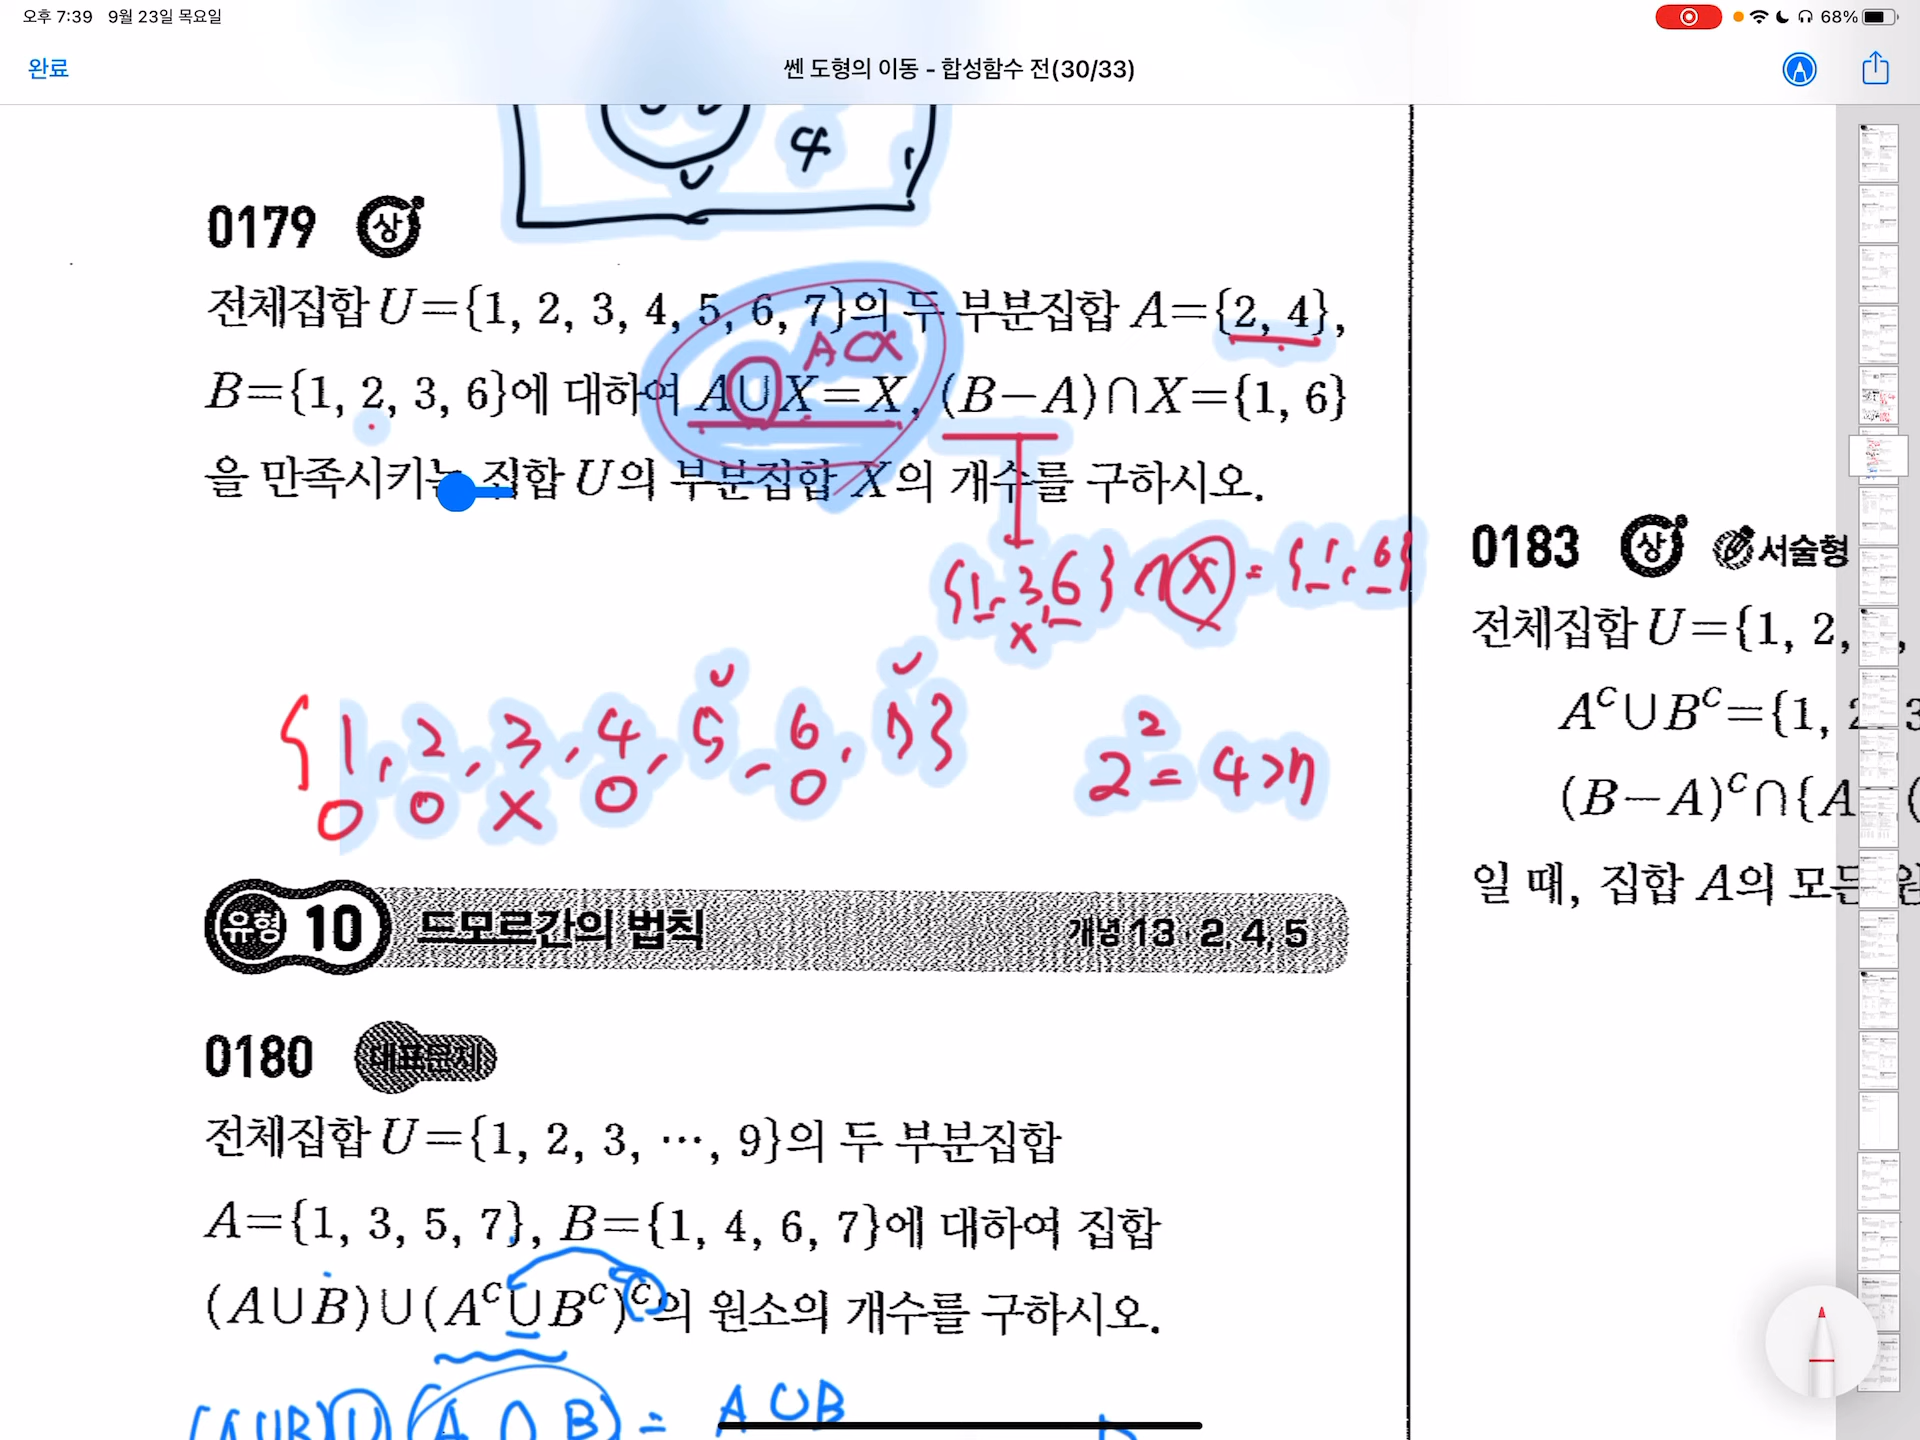 오후 7:39 9월 23일 목요일
68%
완료
쎈 도형의 이동 - 합성함수 전(30/33)
4
0179 상
전체집합 U={1, 2, 3, 4, 5, 6, 7}의 두 부분집합 A={2, 4},
A⊂X
B={1, 2, 3, 6}에 대하여 A∪X=X, (B-A)∩X={1, 6}
을 만족시키는 집합 U의 부분집합 X의 개수를 구하시오.
{1, 3, 6} ∩ X = {1, 6}
X
{1, 2, 3, 4, 5, 6, 7}
O O X O O
2² = 4개
유형 10 드모르간의 법칙 개념 13·2, 4, 5
0180 대표문제
전체집합 U={1, 2, 3, ⋯, 9}의 두 부분집합
A={1, 3, 5, 7}, B={1, 4, 6, 7}에 대하여 집합
(A∪B)∪(Aᶜ∪Bᶜ)ᶜ의 원소의 개수를 구하시오.
(A∪B)∪(A∩B) = A∪B
0183 상 서술형
전체집합 U={1, 2,
Aᶜ∪Bᶜ={1, 2
(B-A)ᶜ∩{A
일 때, 집합 A의 모든 원